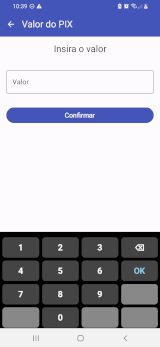 10:39
Valor do PIX
Insira o valor
Valor
Confirmar
1 2 3
4 5 6 OK
7 8 9
0